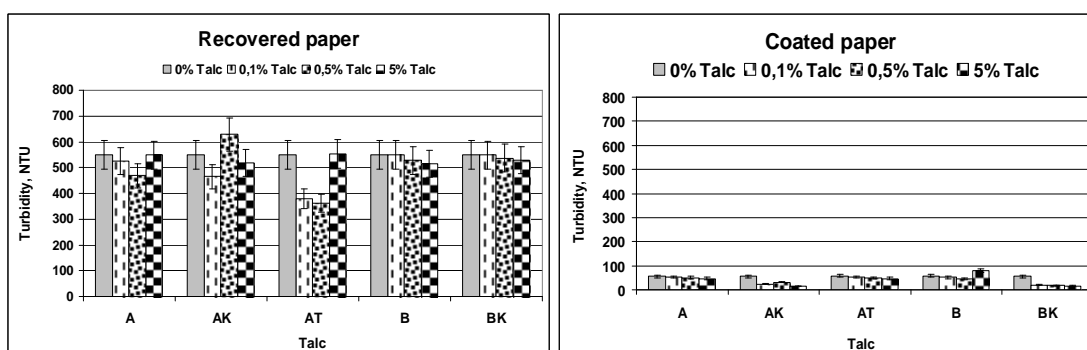 Recovered paper
0% Talc 0,1% Talc 0,5% Talc 5% Talc
800
700
600
500
400
300
200
100
0
Turbidity, NTU
A AK AT B BK
Talc
Coated paper
0% Talc 0,1% Talc 0,5% Talc 5% Talc
800
700
600
500
400
300
200
100
0
Turbidity, NTU
A AK AT B BK
Talc